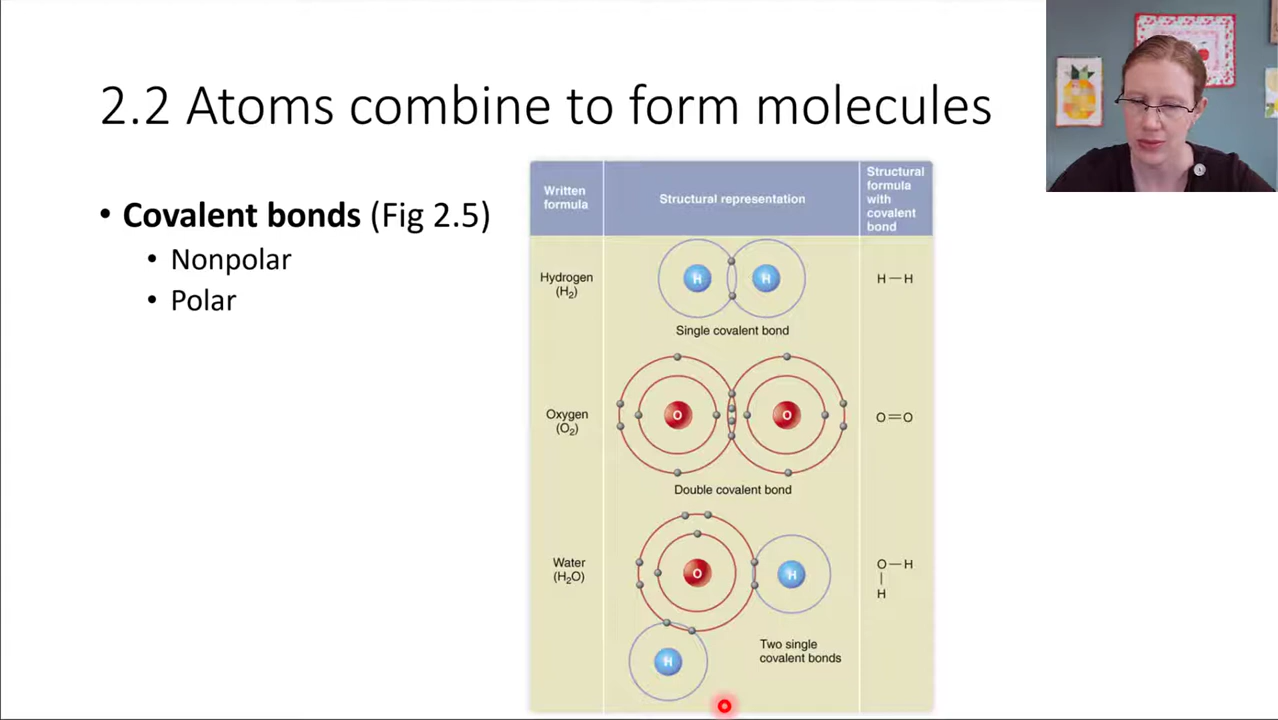 2.2 Atoms combine to form molecules
• Covalent bonds (Fig 2.5)
• Nonpolar
• Polar
Written
formula
Structural representation
Structural
formula
with
covalent
bond
Hydrogen
(H₂)
H H
H—H
Single covalent bond
Oxygen
(O₂)
O O
O=O
Double covalent bond
Water
(H₂O)
O H
H
O—H
|
H
Two single
covalent bonds